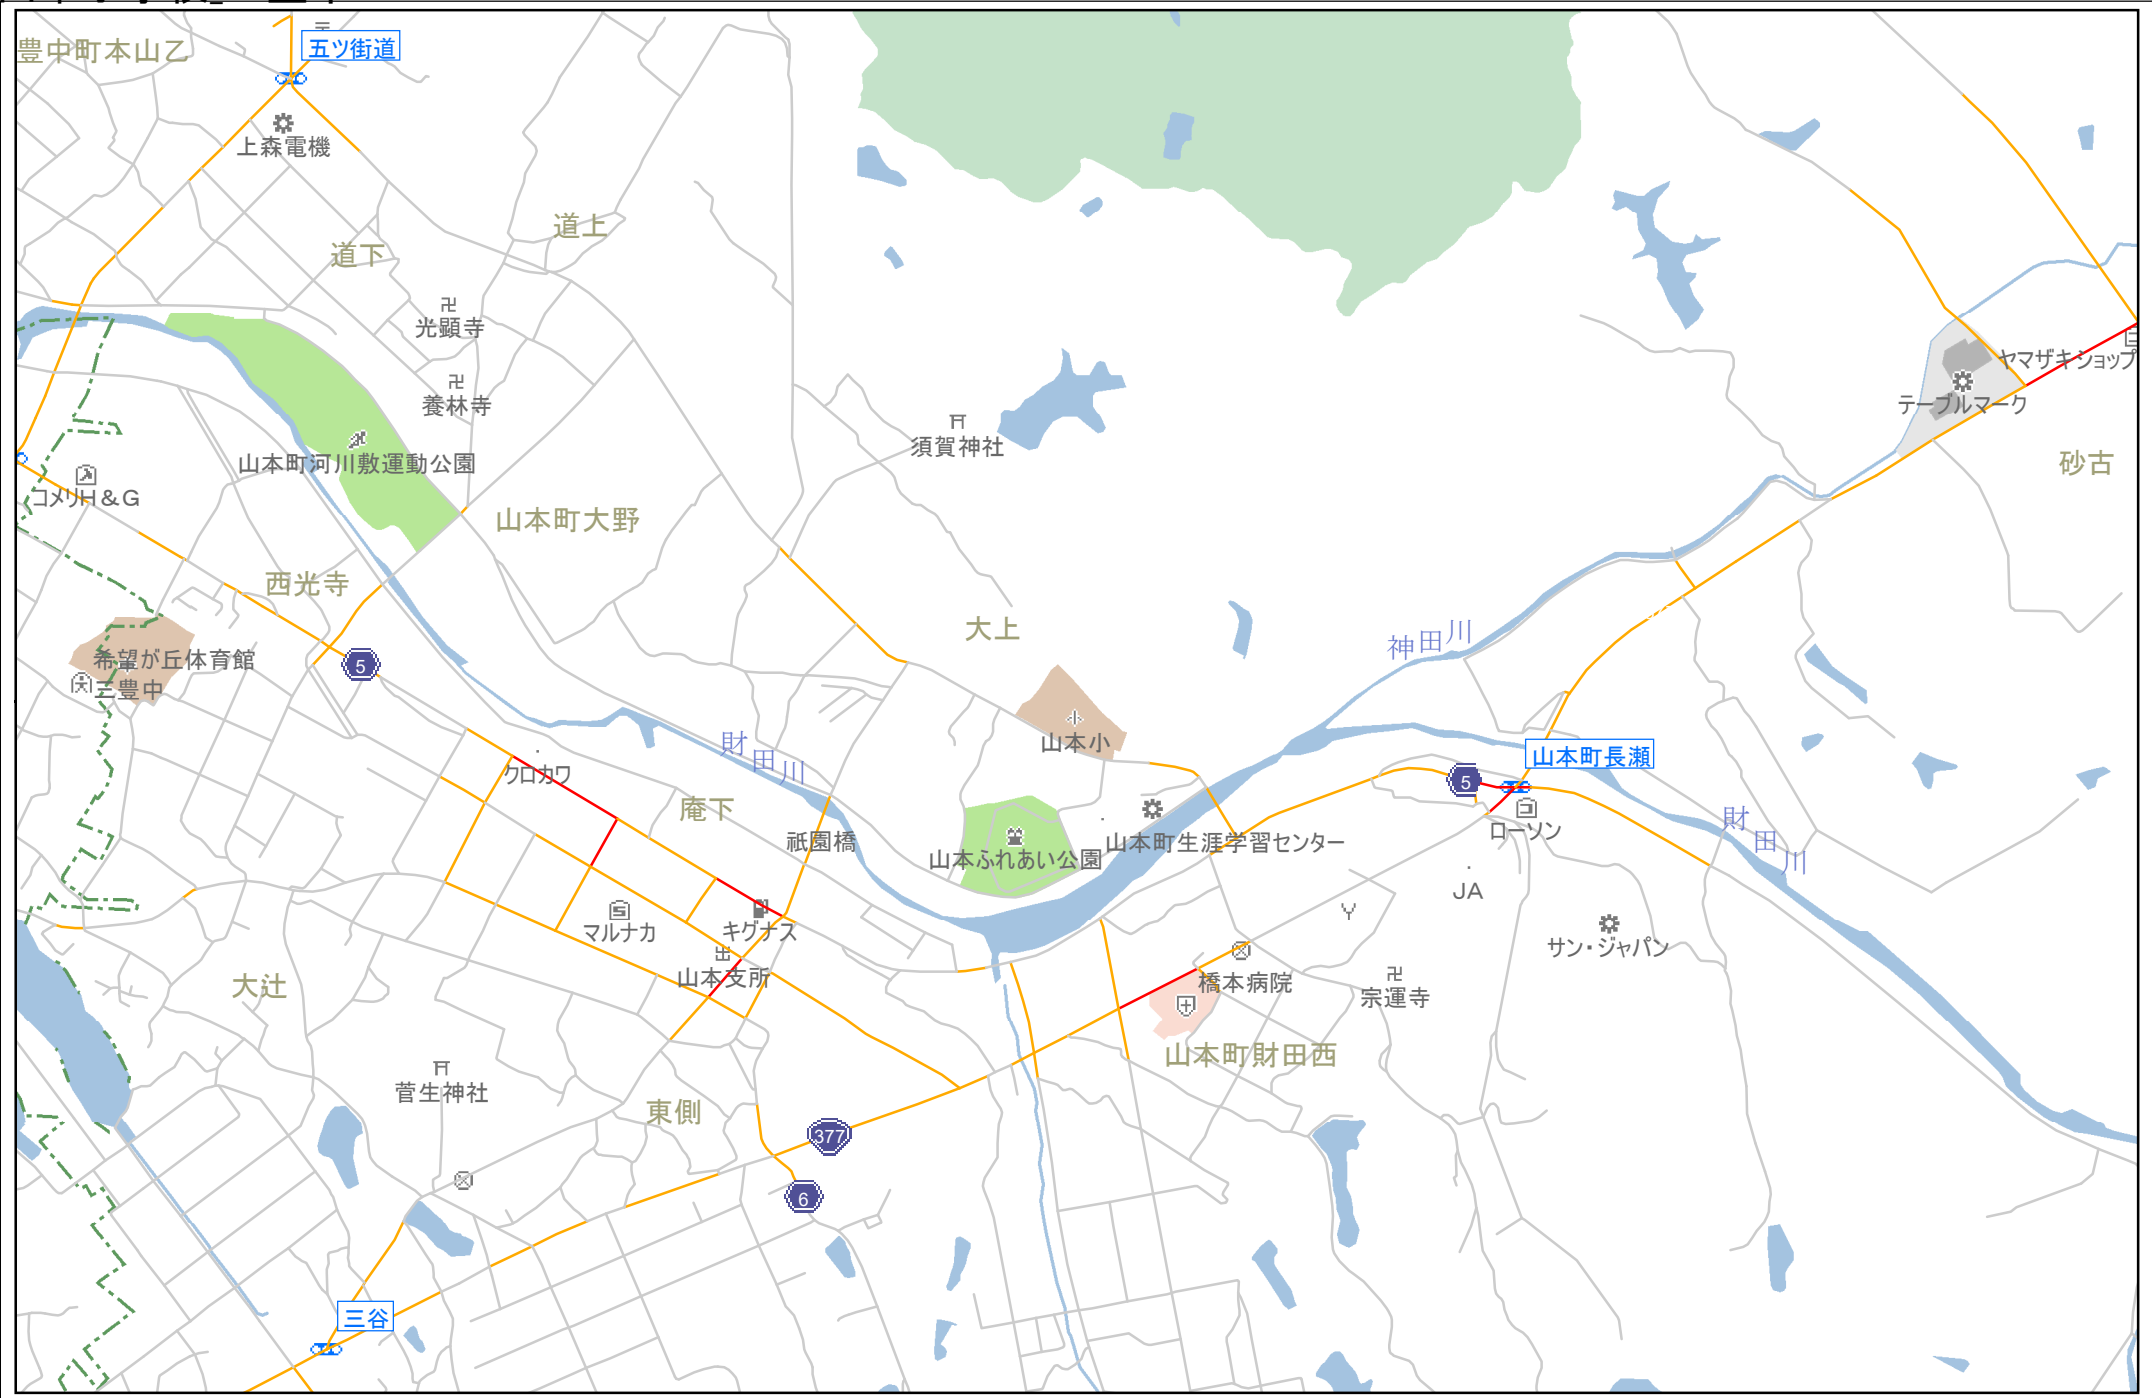 豊中町本山乙
五ツ街道
上森電機
道上
道下
光顕寺
養林寺
ヤマザキショップ
テーブルマーク
須賀神社
山本町河川敷運動公園
砂古
コメリH&G
山本町大野
西光寺
大上
神田川
希望が丘体育館
三豊中
5
山本小
財田川
山本町長瀬
クロカワ
5
庵下
ローソン
財田川
祇園橋
山本町生涯学習センター
山本ふれあい公園
JA
マルナカ
キグナス
サン・ジャパン
山本支所
大辻
橋本病院
宗運寺
山本町財田西
菅生神社
東側
377
6
三谷